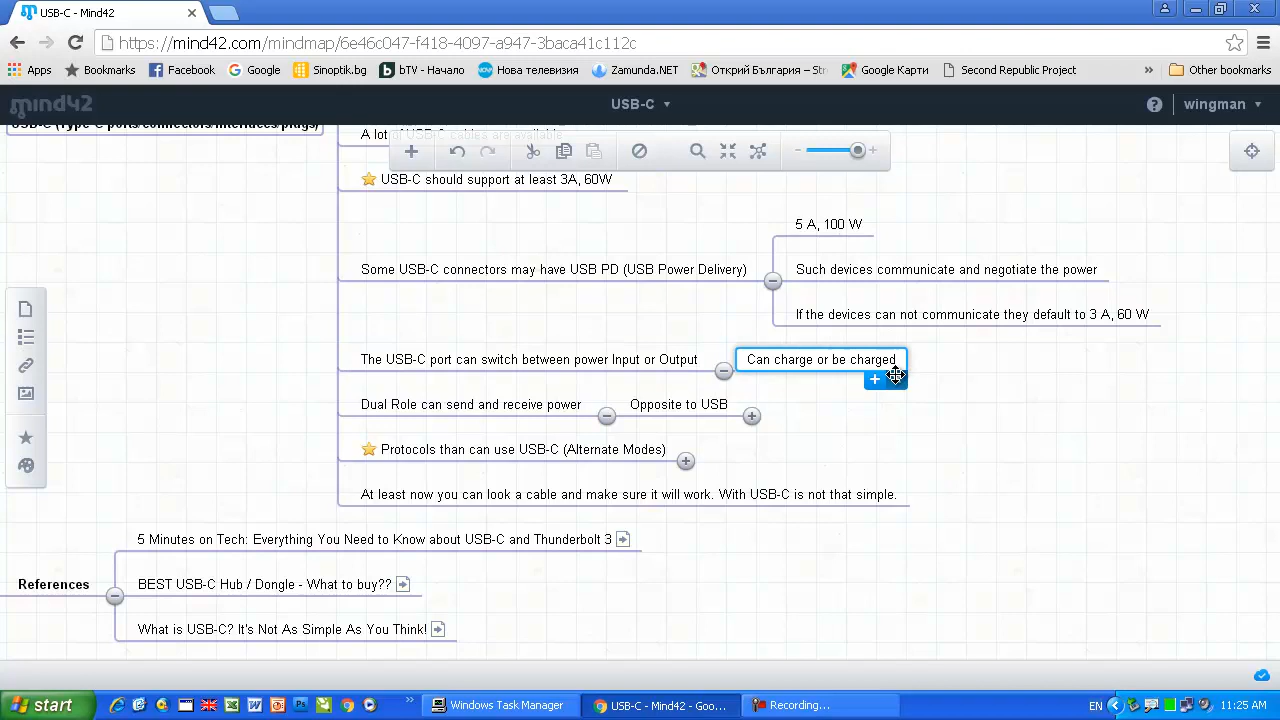 USB-C - Mind42
https://mind42.com/mindmap/6e46c047-f418-4097-a947-3baea41c112c
Apps
Bookmarks
Facebook
Google
Sinoptik.bg
bTV - Начало
Нова телевизия
Zamunda.NET
Открий България – Str
Google Карти
Second Republic Project
»
Other bookmarks
mind42
USB-C
wingman
USB-C (Type-C ports/connectors interfaces plugs)
A lot of USB-C cables are available
USB-C should support at least 3A, 60W
5 A, 100 W
Some USB-C connectors may have USB PD (USB Power Delivery)
Such devices communicate and negotiate the power
If the devices can not communicate they default to 3 A, 60 W
The USB-C port can switch between power Input or Output
Can charge or be charged
Dual Role can send and receive power
Opposite to USB
Protocols than can use USB-C (Alternate Modes)
At least now you can look a cable and make sure it will work. With USB-C is not that simple.
5 Minutes on Tech: Everything You Need to Know about USB-C and Thunderbolt 3
References
BEST USB-C Hub / Dongle - What to buy??
What is USB-C? It's Not As Simple As You Think!
start
Windows Task Manager
USB-C - Mind42 - Goo...
Recording...
EN
11:25 AM